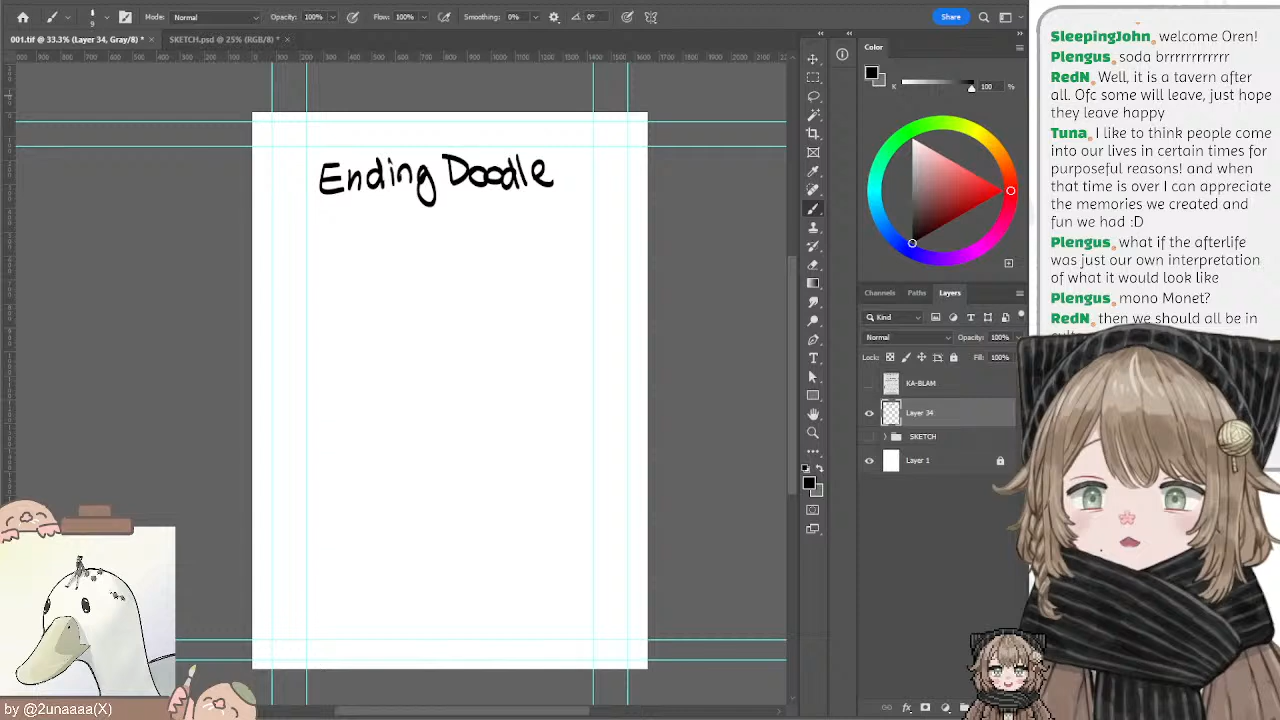 Mode: Normal Opacity: 100% Flow: 100% Smoothing: 0% 0° Share
9
001.tif @ 33.3% (Layer 34, Gray/8) * × SKETCH.psd @ 25% (RGB/8) * ×
Ending Doodle
Color
K 100 %
Channels Paths Layers
Kind
Normal Opacity: 100%
Lock: Fill: 100%
KA-BLAM
Layer 34
SKETCH
Layer 1
fx
SleepingJohn welcome Oren!
Plengus soda brrrrrrrrrrr
RedN Well, it is a tavern after
all. Ofc some will leave, just hope
they leave happy
Tuna I like to think people come
into our lives in certain times for
purposeful reasons! and when
that time is over I can appreciate
the memories we created and
fun we had :D
Plengus what if the afterlife
was just our own interpretation
of what it would look like
Plengus mono Monet?
RedN then we should all be in
by @2unaaaa(X)